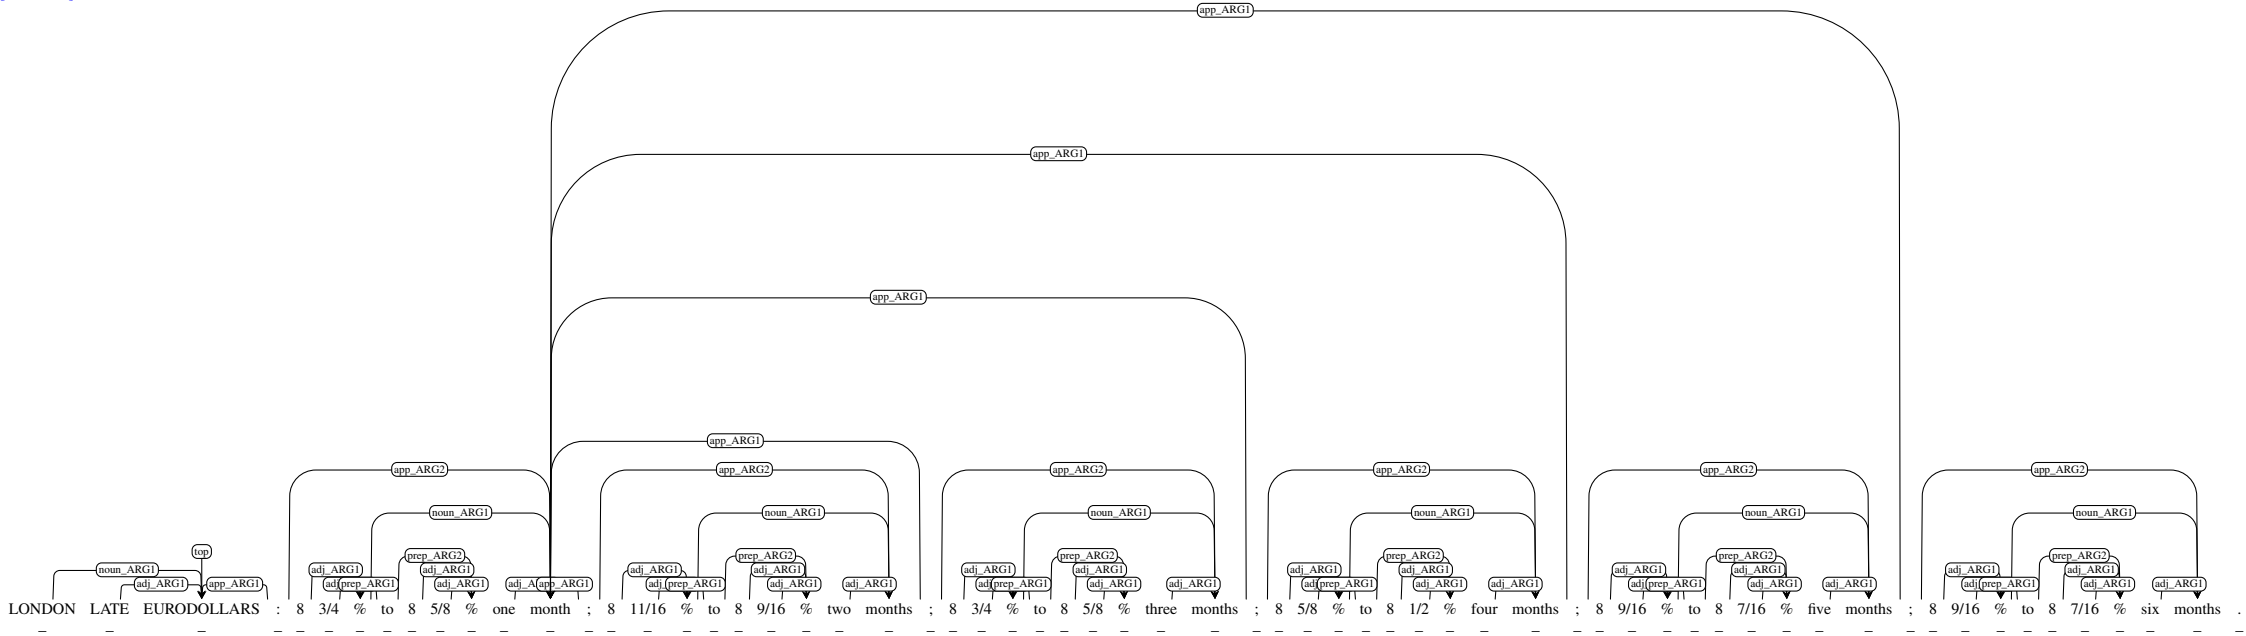 app_ARG1
app_ARG1
app_ARG1
app_ARG1
app_ARG2 app_ARG2 app_ARG2 app_ARG2 app_ARG2 app_ARG2
noun_ARG1 noun_ARG1 noun_ARG1 noun_ARG1 noun_ARG1 noun_ARG1
top prep_ARG2 prep_ARG2 prep_ARG2 prep_ARG2 prep_ARG2 prep_ARG2
noun_ARG1 adj_ARG1 adj_ARG1 adj_ARG1 adj_ARG1 adj_ARG1 adj_ARG1 adj_ARG1 adj_ARG1 adj_ARG1 adj_ARG1 adj_ARG1 adj_ARG1
adj_ARG1 app_ARG1 prep_ARG1 adj_ARG1 app_ARG1 prep_ARG1 adj_ARG1 adj_ARG1 prep_ARG1 adj_ARG1 adj_ARG1 prep_ARG1 adj_ARG1 adj_ARG1 prep_ARG1 adj_ARG1 adj_ARG1 prep_ARG1 adj_ARG1 adj_ARG1
LONDON LATE EURODOLLARS : 8 3/4 % to 8 5/8 % one month ; 8 11/16 % to 8 9/16 % two months ; 8 3/4 % to 8 5/8 % three months ; 8 5/8 % to 8 1/2 % four months ; 8 9/16 % to 8 7/16 % five months ; 8 9/16 % to 8 7/16 % six months .